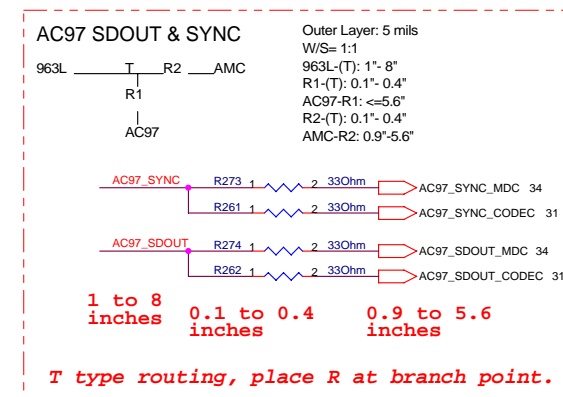 AC97 SDOUT & SYNC
963L T R2 AMC
R1
AC97
Outer Layer: 5 mils
W/S= 1:1
963L-(T): 1"- 8"
R1-(T): 0.1"- 0.4"
AC97-R1: <=5.6"
R2-(T): 0.1"- 0.4"
AMC-R2: 0.9"-5.6"
AC97_SYNC R273 1 2 33Ohm AC97_SYNC_MDC 34
R261 1 2 33Ohm AC97_SYNC_CODEC 31
AC97_SDOUT R274 1 2 33Ohm AC97_SDOUT_MDC 34
R262 1 2 33Ohm AC97_SDOUT_CODEC 31
1 to 8
inches
0.1 to 0.4
inches
0.9 to 5.6
inches
T type routing, place R at branch point.